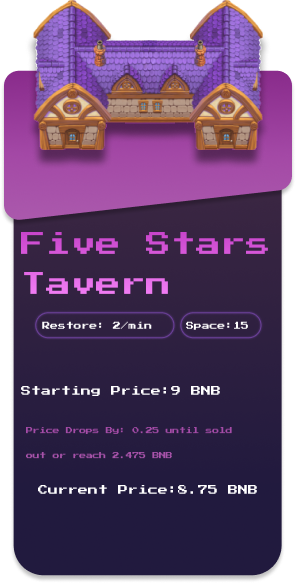 Five Stars
Tavern
Restore: 2/min Space:15
Starting Price:9 BNB
Price Drops By: 0.25 until sold
out or reach 2.475 BNB
Current Price:8.75 BNB